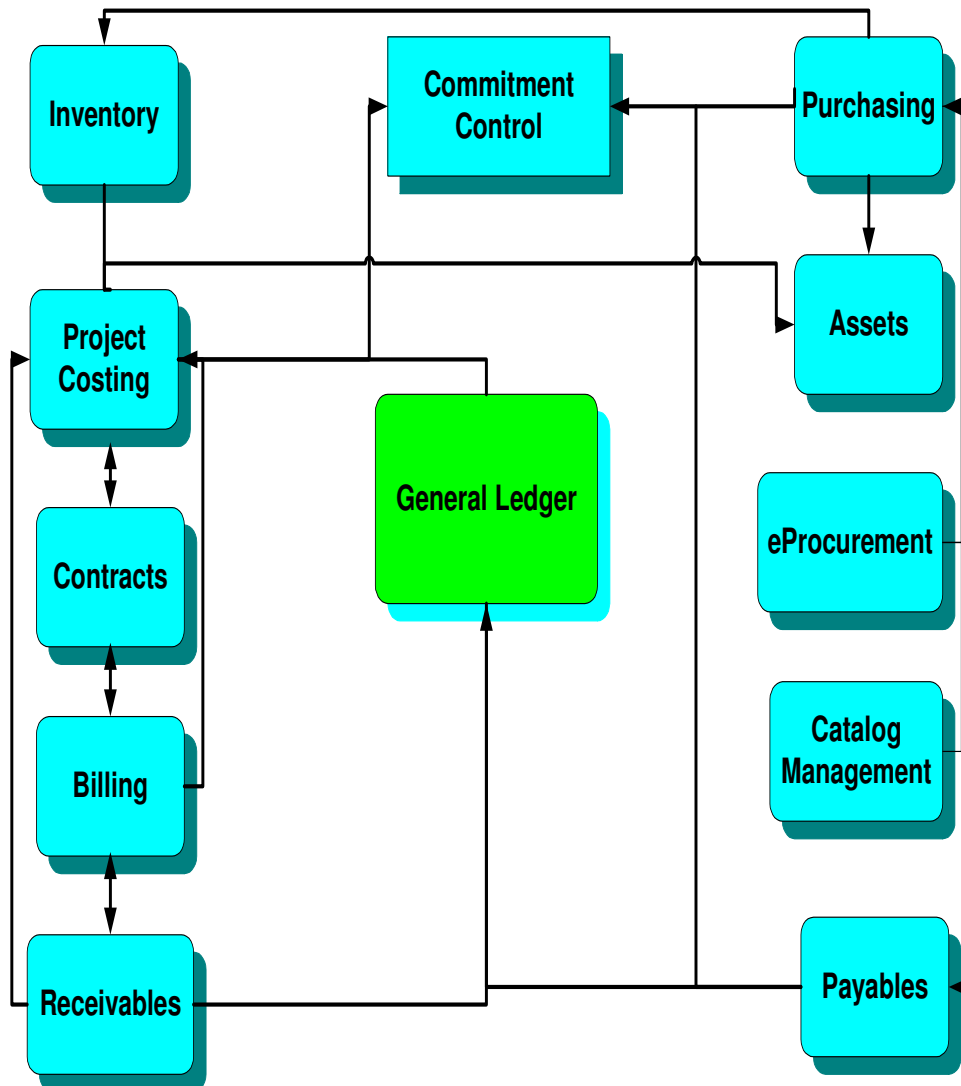 Inventory
Commitment
Control
Purchasing
Project
Costing
Assets
General Ledger
eProcurement
Contracts
Catalog
Management
Billing
Receivables
Payables